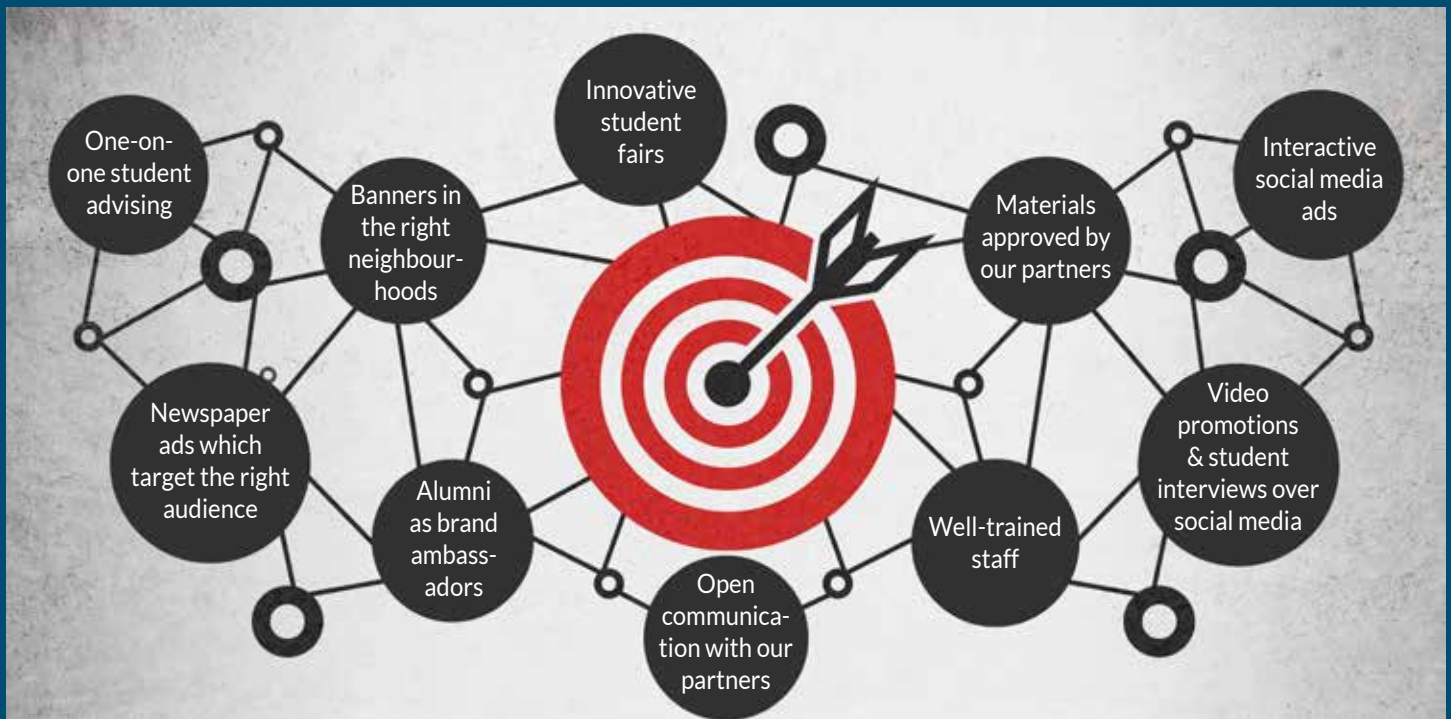 One-on-
one student
advising
Banners in
the right
neighbour-
hoods
Innovative
student
fairs
Materials
approved by
our partners
Interactive
social media
ads
Newspaper
ads which
target the right
audience
Alumni
as brand
ambass-
adors
Open
communica-
tion with our
partners
Well-trained
staff
Video
promotions
& student
interviews over
social media